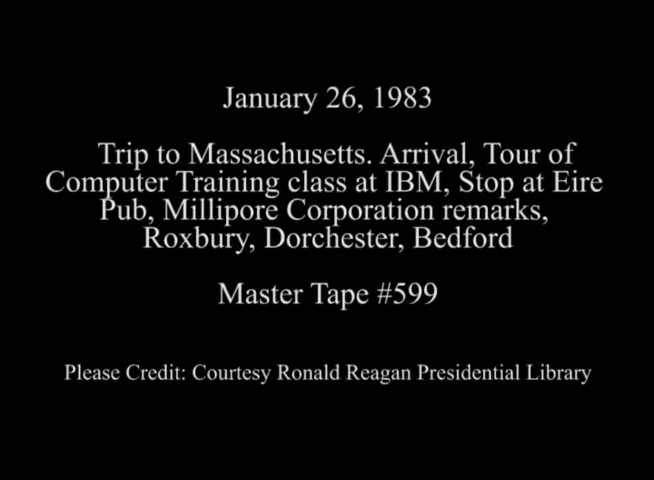 January 26, 1983
Trip to Massachusetts. Arrival, Tour of
Computer Training class at IBM, Stop at Eire
Pub, Millipore Corporation remarks,
Roxbury, Dorchester, Bedford
Master Tape #599
Please Credit: Courtesy Ronald Reagan Presidential Library